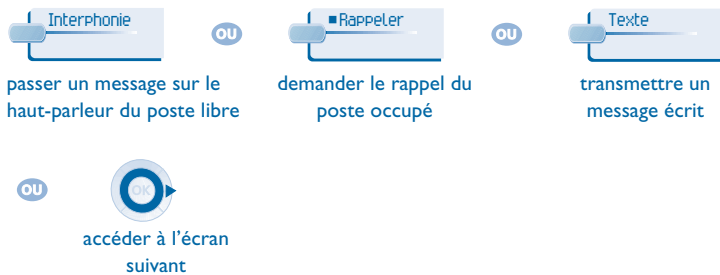 Interphonie
OU
■Rappeler
OU
Texte
passer un message sur le
haut-parleur du poste libre
demander le rappel du
poste occupé
transmettre un
message écrit
OU
OK
accéder à l'écran
suivant